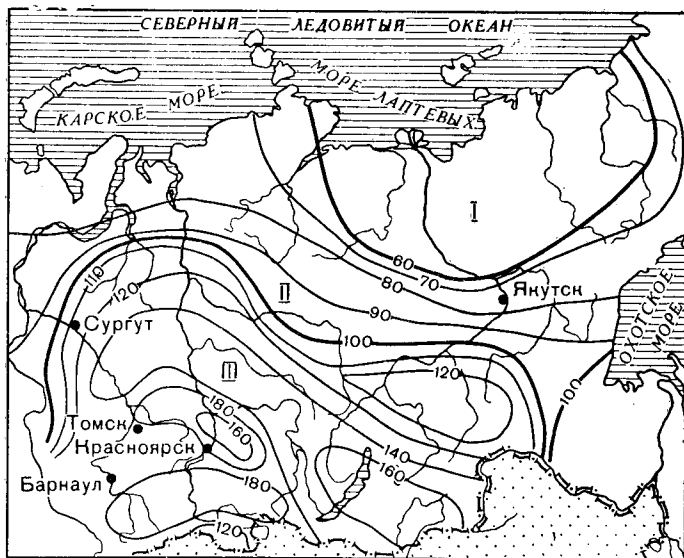 СЕВЕРНЫЙ ЛЕДОВИТЫЙ ОКЕАН
КАРСКОЕ МОРЕ
МОРЕ ЛАПТЕВЫХ
I
60
70
80
Якутск
II
90
110
120
Сургут
100
ОХОТСКОЕ МОРЕ
III
120
100
180
Томск
160
Красноярск
140
160
Барнаул
180
120